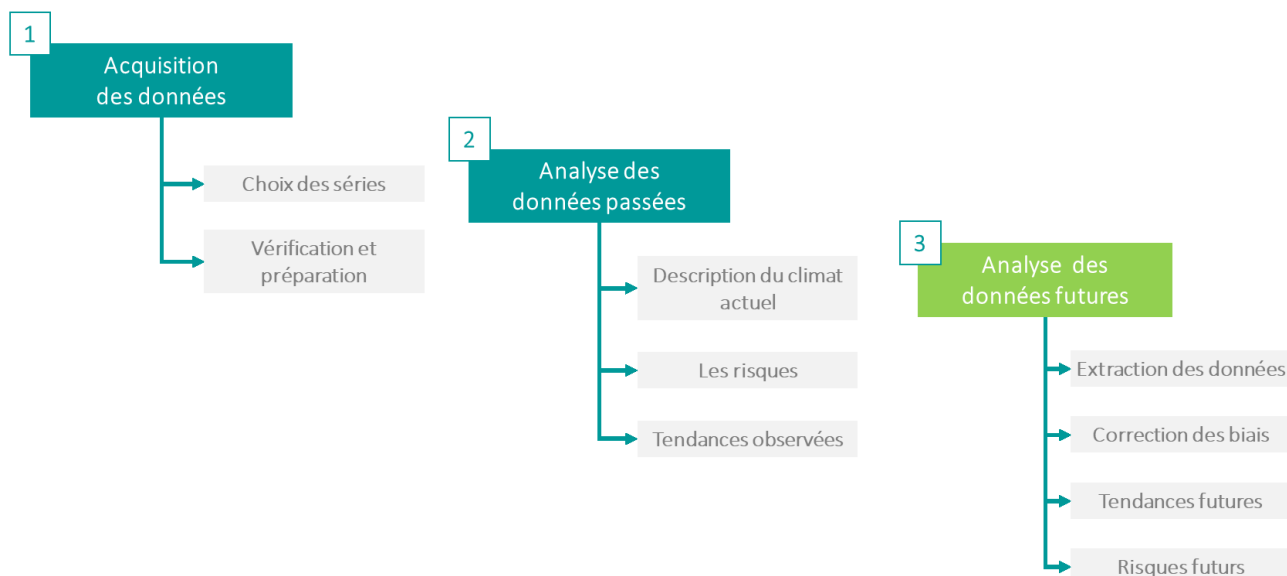 1
Acquisition
des données
Choix des séries
Vérification et
préparation
2
Analyse des
données passées
Description du climat
actuel
Les risques
Tendances observées
3
Analyse des
données futures
Extraction des données
Correction des biais
Tendances futures
Risques futurs